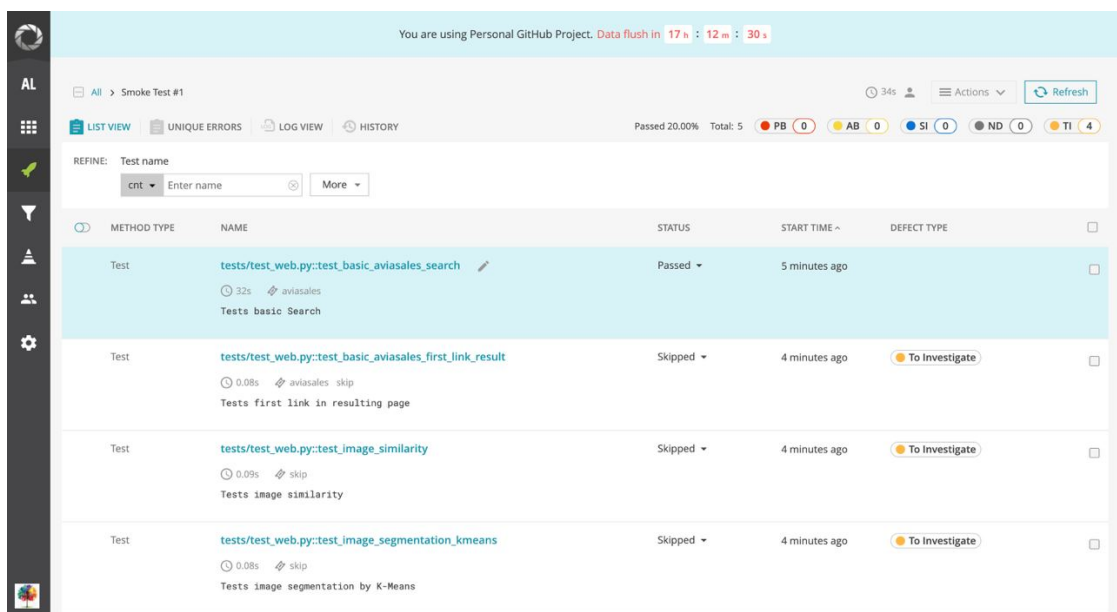 You are using Personal GitHub Project. Data flush in 17 h : 12 m : 30 s
AL
All > Smoke Test #1
34s
Actions
Refresh
LIST VIEW
UNIQUE ERRORS
LOG VIEW
HISTORY
Passed 20.00% Total: 5 PB 0 AB 0 SI 0 ND 0 TI 4
REFINE: Test name
cnt Enter name More
METHOD TYPE NAME STATUS START TIME DEFECT TYPE
Test tests/test_web.py::test_basic_aviasales_search Passed 5 minutes ago
32s aviasales
Tests basic Search
Test tests/test_web.py::test_basic_aviasales_first_link_result Skipped 4 minutes ago To Investigate
0.08s aviasales skip
Tests first link in resulting page
Test tests/test_web.py::test_image_similarity Skipped 4 minutes ago To Investigate
0.09s skip
Tests image similarity
Test tests/test_web.py::test_image_segmentation_kmeans Skipped 4 minutes ago To Investigate
0.08s skip
Tests image segmentation by K-Means